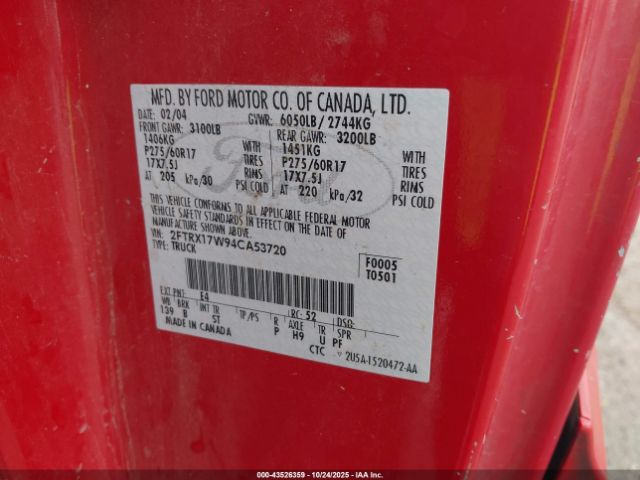 MFD. BY FORD MOTOR CO. OF CANADA, LTD.
DATE: 02/04 GVWR: 6050LB/ 2744KG
FRONT GAWR: 3100LB REAR GAWR: 3200LB
1406KG WITH 1451KG WITH
P275/60R17 TIRES P275/60R17 TIRES
17X7.5J RIMS 17X7.5J RIMS
AT 205 kPa/30 PSI COLD AT 220 kPa/32 PSI COLD
THIS VEHICLE CONFORMS TO ALL APPLICABLE FEDERAL MOTOR
VEHICLE SAFETY STANDARDS IN EFFECT ON THE DATE OF
MANUFACTURE SHOWN ABOVE.
VIN: 2FTRX17W94CA53720 F0005
TYPE: TRUCK T0501
EXT PNT: E4 RC: 52 DSO:
WB BRK INT TR TP/PS R AXLE TR SPR
139 B ST P H9 U PF
MADE IN CANADA CTC ▽ 2U5A-1520472-AA
Ford
000-43526359 - 10/24/2025 - IAA Inc.